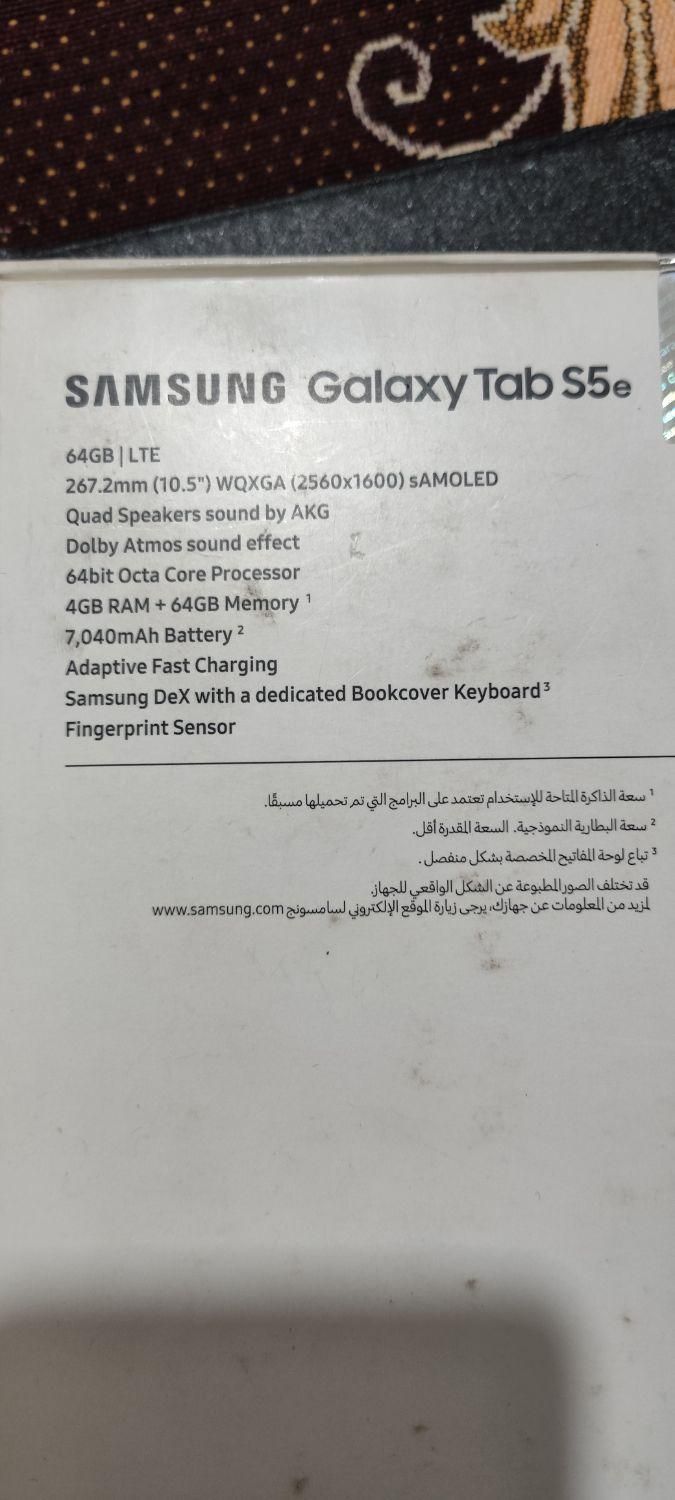 SAMSUNG Galaxy Tab S5e
64GB | LTE
267.2mm (10.5") WQXGA (2560x1600) sAMOLED
Quad Speakers sound by AKG
Dolby Atmos sound effect
64bit Octa Core Processor
4GB RAM + 64GB Memory ¹
7,040mAh Battery ²
Adaptive Fast Charging
Samsung DeX with a dedicated Bookcover Keyboard³
Fingerprint Sensor
¹ سعة الذاكرة المتاحة للإستخدام تعتمد على البرامج التي تم تحميلها مسبقًا.
² سعة البطارية النموذجية. السعة المقدرة أقل.
³ تباع لوحة المفاتيح المخصصة بشكل منفصل.
قد تختلف الصور المطبوعة عن الشكل الواقعي للجهاز.
لمزيد من المعلومات عن جهازك، يرجى زيارة الموقع الإلكتروني لسامسونج www.samsung.com